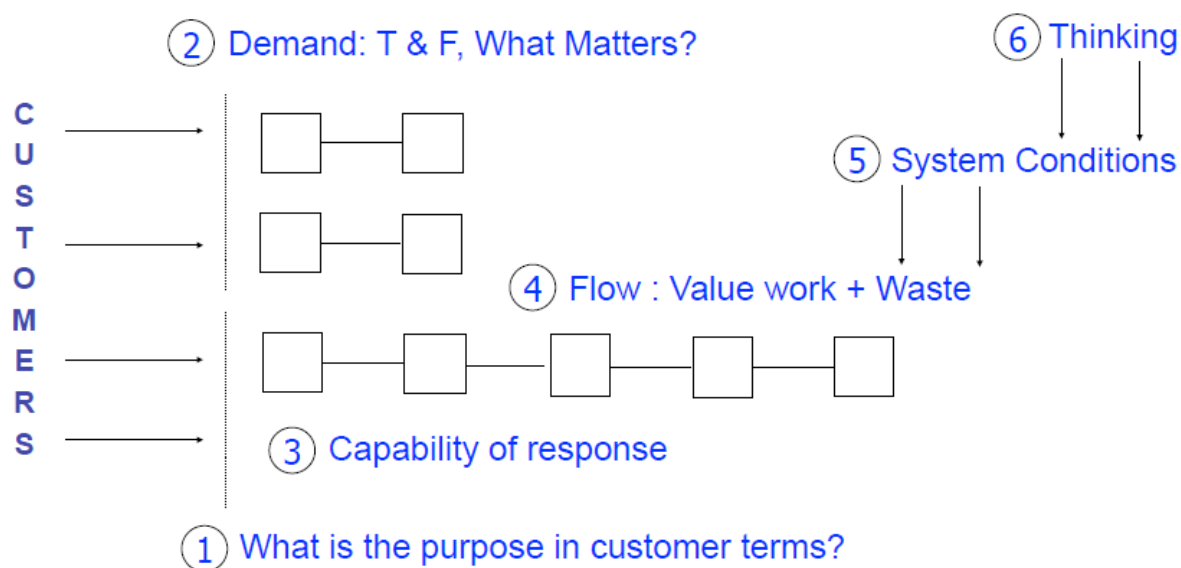 2 Demand: T & F, What Matters?
6 Thinking
CUSTOMERS
5 System Conditions
4 Flow : Value work + Waste
3 Capability of response
1 What is the purpose in customer terms?